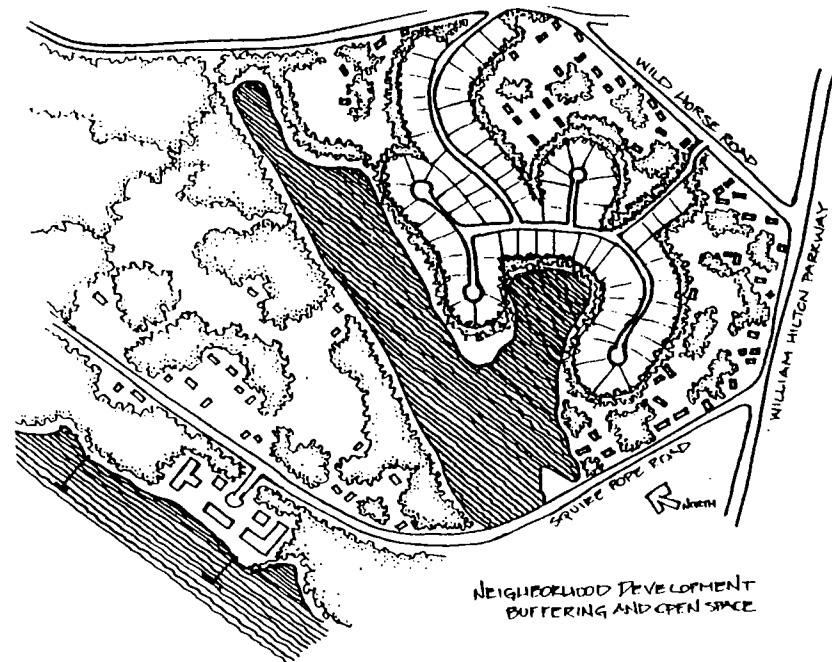 WILD HORSE ROAD
WILLIAM HILTON PARKWAY
SQUIRE POPE ROAD
NORTH
NEIGHBORHOOD DEVELOPMENT
BUFFERING AND OPEN SPACE